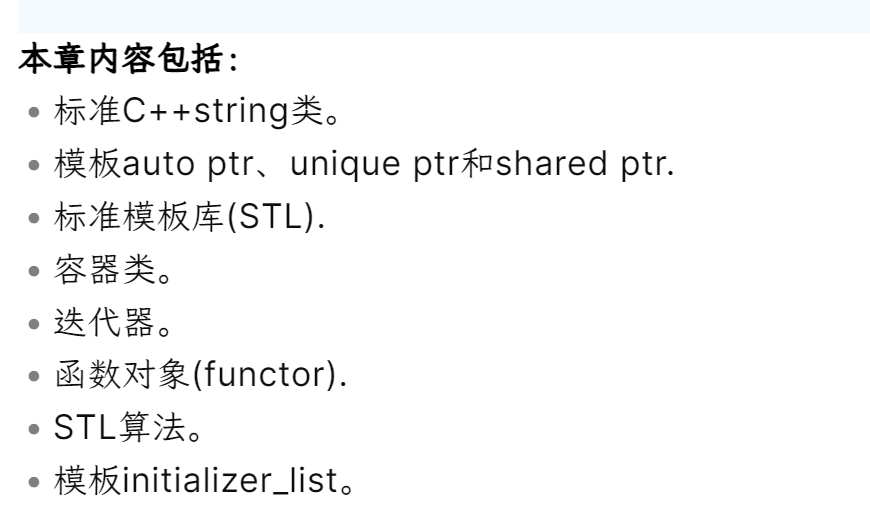 本章内容包括：
标准C++string类。
模板auto ptr、unique ptr和shared ptr.
标准模板库(STL).
容器类。
迭代器。
函数对象(functor).
STL算法。
模板initializer_list。